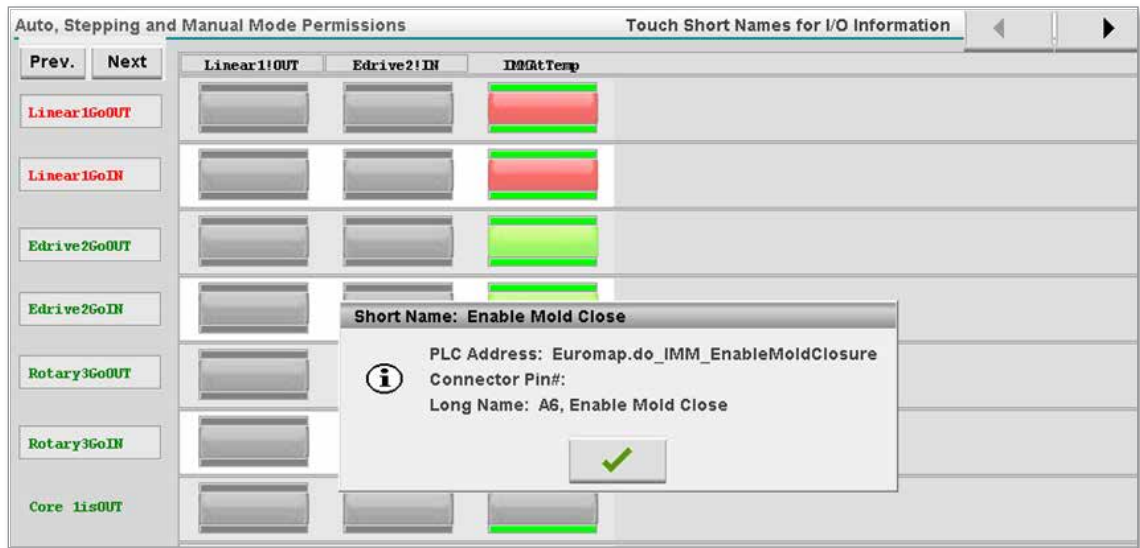 Auto, Stepping and Manual Mode Permissions Touch Short Names for I/O Information
Prev. Next Linear1!OUT Edrive2!IN IMMAtTemp
Linear1GoOUT
Linear1GoIN
Edrive2GoOUT
Edrive2GoIN
Short Name: Enable Mold Close
PLC Address: Euromap.do_IMM_EnableMoldClosure
Rotary3GoOUT
Connector Pin#:
Long Name: A6, Enable Mold Close
Rotary3GoIN
Core 1isOUT